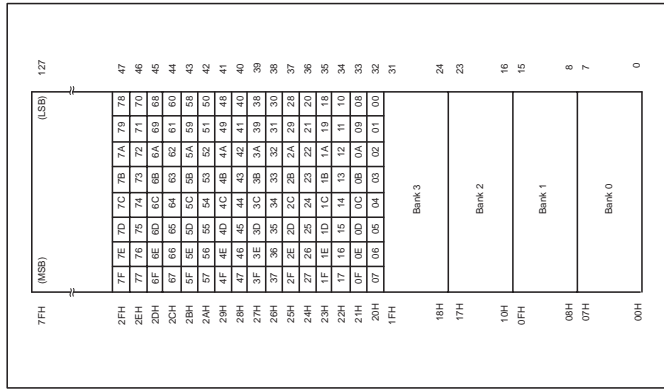 7FH (MSB) (LSB) 127
2FH 7F 7E 7D 7C 7B 7A 79 78 47
2EH 77 76 75 74 73 72 71 70 46
2DH 6F 6E 6D 6C 6B 6A 69 68 45
2CH 67 66 65 64 63 62 61 60 44
2BH 5F 5E 5D 5C 5B 5A 59 58 43
2AH 57 56 55 54 53 52 51 50 42
29H 4F 4E 4D 4C 4B 4A 49 48 41
28H 47 46 45 44 43 42 41 40 40
27H 3F 3E 3D 3C 3B 3A 39 38 39
26H 37 36 35 34 33 32 31 30 38
25H 2F 2E 2D 2C 2B 2A 29 28 37
24H 27 26 25 24 23 22 21 20 36
23H 1F 1E 1D 1C 1B 1A 19 18 35
22H 17 16 15 14 13 12 11 10 34
21H 0F 0E 0D 0C 0B 0A 09 08 33
20H 07 06 05 04 03 02 01 00 32
1FH 31
Bank 3
18H 24
17H 23
Bank 2
10H 16
0FH 15
Bank 1
08H 8
07H 7
Bank 0
00H 0